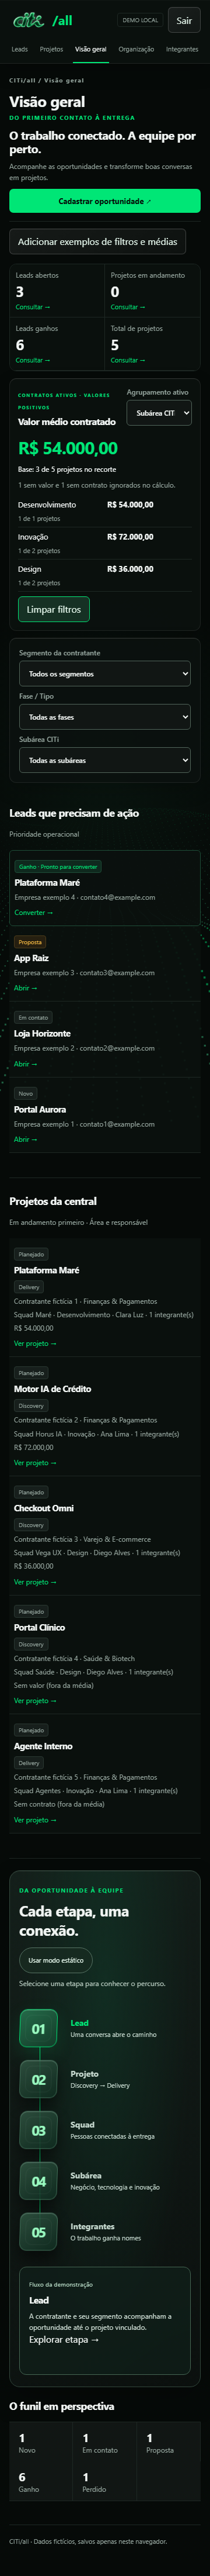 citi /all
DEMO LOCAL
Sair
Leads Projetos Visão geral Organização Integrantes
CITi/all / Visão geral
Visão geral
DO PRIMEIRO CONTATO À ENTREGA
O trabalho conectado. A equipe por
perto.
Acompanhe as oportunidades e transforme boas conversas
em projetos.
Cadastrar oportunidade ↗
Adicionar exemplos de filtros e médias
Leads abertos
3
Consultar →
Projetos em andamento
0
Consultar →
Leads ganhos
6
Consultar →
Total de projetos
5
Consultar →
CONTRATOS ATIVOS · VALORES
POSITIVOS
Valor médio contratado
Agrupamento ativo
Subárea CITi
R$ 54.000,00
Base: 3 de 5 projetos no recorte
1 sem valor e 1 sem contrato ignorados no cálculo.
Desenvolvimento R$ 54.000,00
1 de 1 projetos
Inovação R$ 72.000,00
1 de 2 projetos
Design R$ 36.000,00
1 de 2 projetos
Limpar filtros
Segmento da contratante
Todos os segmentos
Fase / Tipo
Todas as fases
Subárea CITi
Todas as subáreas
Leads que precisam de ação
Prioridade operacional
Ganho · Pronto para converter
Plataforma Maré
Empresa exemplo 4 · contato4@example.com
Converter →
Proposta
App Raiz
Empresa exemplo 3 · contato3@example.com
Abrir →
Em contato
Loja Horizonte
Empresa exemplo 2 · contato2@example.com
Abrir →
Novo
Portal Aurora
Empresa exemplo 1 · contato1@example.com
Abrir →
Projetos da central
Em andamento primeiro · Área e responsável
Planejado
Plataforma Maré
Delivery
Contratante fictícia 1 · Finanças & Pagamentos
Squad Maré · Desenvolvimento · Clara Luz · 1 integrante(s)
R$ 54.000,00
Ver projeto →
Planejado
Motor IA de Crédito
Discovery
Contratante fictícia 2 · Finanças & Pagamentos
Squad Horus IA · Inovação · Ana Lima · 1 integrante(s)
R$ 72.000,00
Ver projeto →
Planejado
Checkout Omni
Discovery
Contratante fictícia 3 · Varejo & E-commerce
Squad Vega UX · Design · Diego Alves · 1 integrante(s)
R$ 36.000,00
Ver projeto →
Planejado
Portal Clínico
Discovery
Contratante fictícia 4 · Saúde & Biotech
Squad Saúde · Design · Diego Alves · 1 integrante(s)
Sem valor (fora da média)
Ver projeto →
Planejado
Agente Interno
Delivery
Contratante fictícia 5 · Finanças & Pagamentos
Squad Agentes · Inovação · Ana Lima · 1 integrante(s)
Sem contrato (fora da média)
Ver projeto →
DA OPORTUNIDADE À EQUIPE
Cada etapa, uma
conexão.
Usar modo estático
Selecione uma etapa para conhecer o percurso.
01
Lead
Uma conversa abre o caminho
02
Projeto
Discovery → Delivery
03
Squad
Pessoas conectadas à entrega
04
Subárea
Negócio, tecnologia e inovação
05
Integrantes
O trabalho ganha nomes
Fluxo da demonstração
Lead
A contratante e seu segmento acompanham a
oportunidade até o projeto vinculado.
Explorar etapa →
O funil em perspectiva
1
Novo
1
Em contato
1
Proposta
6
Ganho
1
Perdido
CITi/all · Dados fictícios, salvos apenas neste navegador.